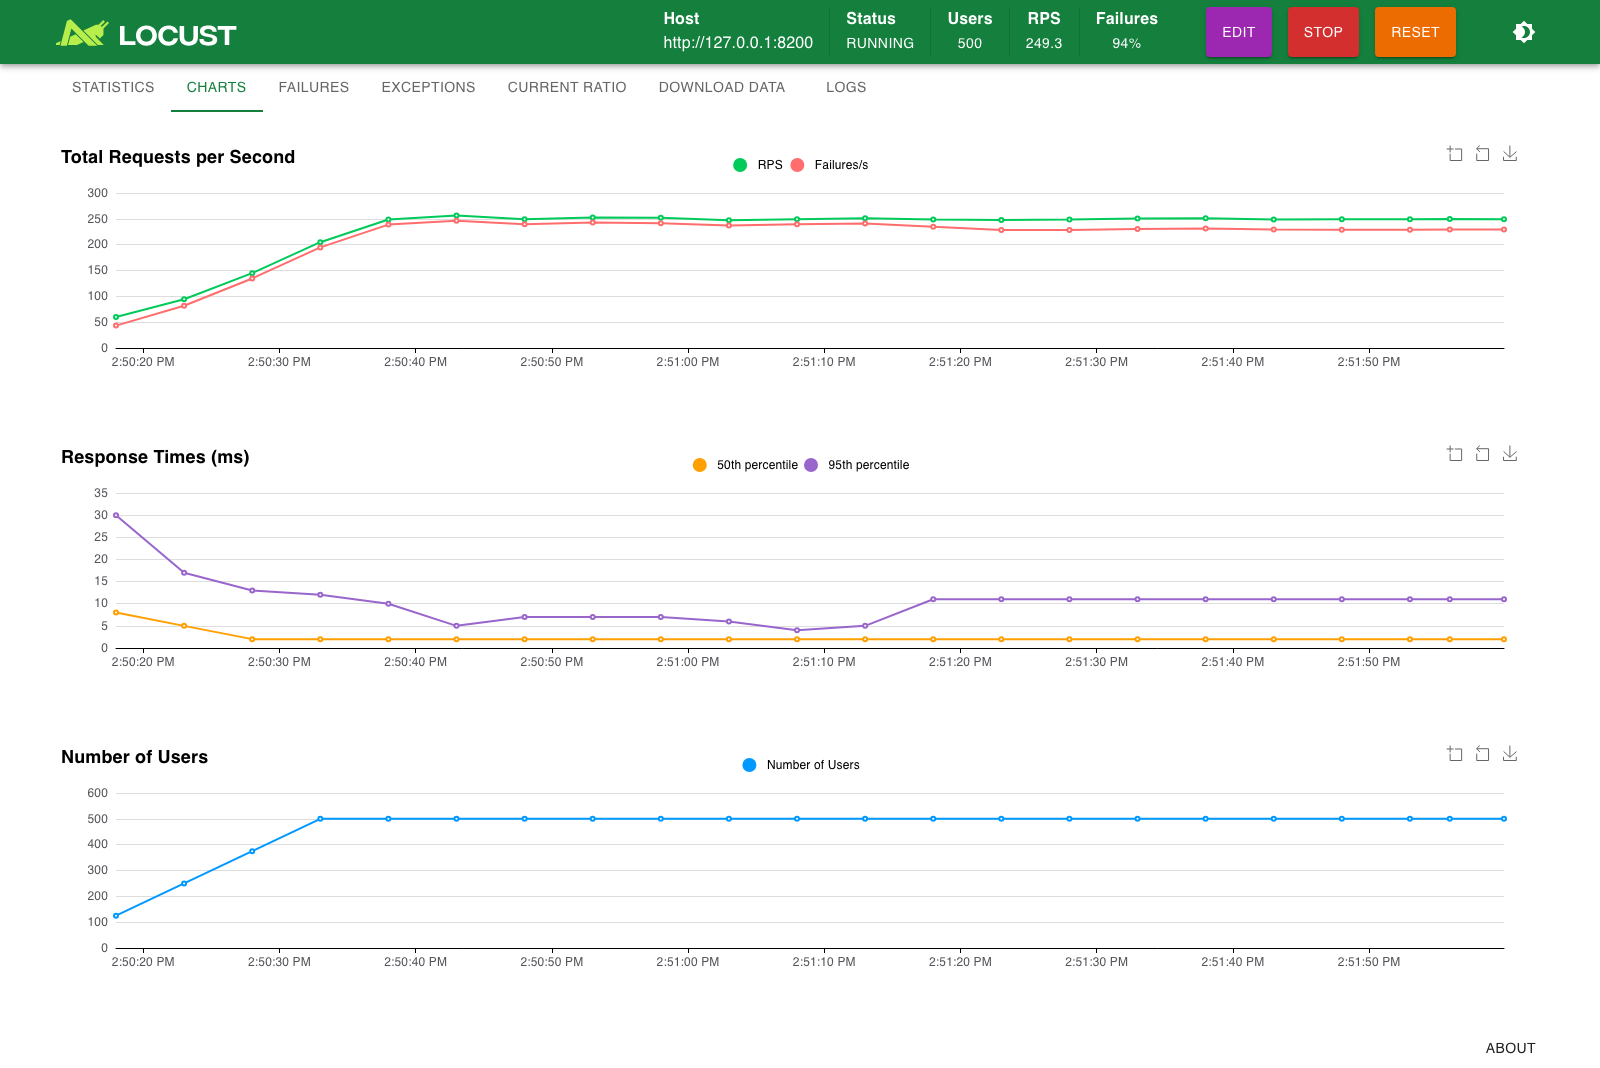 LOCUST
Host
http://127.0.0.1:8200
Status
RUNNING
Users
500
RPS
249.3
Failures
94%
EDIT
STOP
RESET
STATISTICS CHARTS FAILURES EXCEPTIONS CURRENT RATIO DOWNLOAD DATA LOGS
Total Requests per Second
RPS Failures/s
300
250
200
150
100
50
0
2:50:20 PM 2:50:30 PM 2:50:40 PM 2:50:50 PM 2:51:00 PM 2:51:10 PM 2:51:20 PM 2:51:30 PM 2:51:40 PM 2:51:50 PM
Response Times (ms)
50th percentile 95th percentile
35
30
25
20
15
10
5
0
2:50:20 PM 2:50:30 PM 2:50:40 PM 2:50:50 PM 2:51:00 PM 2:51:10 PM 2:51:20 PM 2:51:30 PM 2:51:40 PM 2:51:50 PM
Number of Users
Number of Users
600
500
400
300
200
100
0
2:50:20 PM 2:50:30 PM 2:50:40 PM 2:50:50 PM 2:51:00 PM 2:51:10 PM 2:51:20 PM 2:51:30 PM 2:51:40 PM 2:51:50 PM
ABOUT